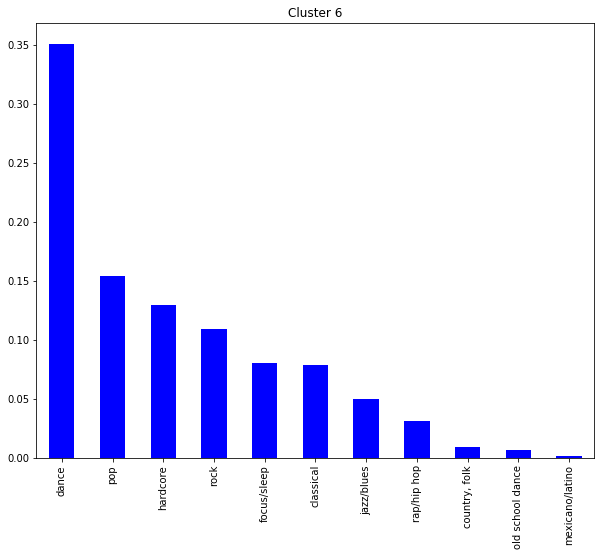 Cluster 6
0.35
0.30
0.25
0.20
0.15
0.10
0.05
0.00
dance
pop
hardcore
rock
focus/sleep
classical
jazz/blues
rap/hip hop
country, folk
old school dance
mexicano/latino